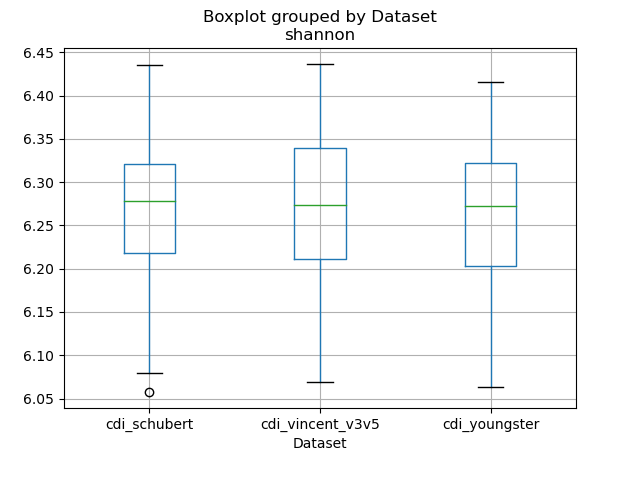 Boxplot grouped by Dataset
shannon
6.45
6.40
6.35
6.30
6.25
6.20
6.15
6.10
6.05
cdi_schubert
cdi_vincent_v3v5
cdi_youngster
Dataset